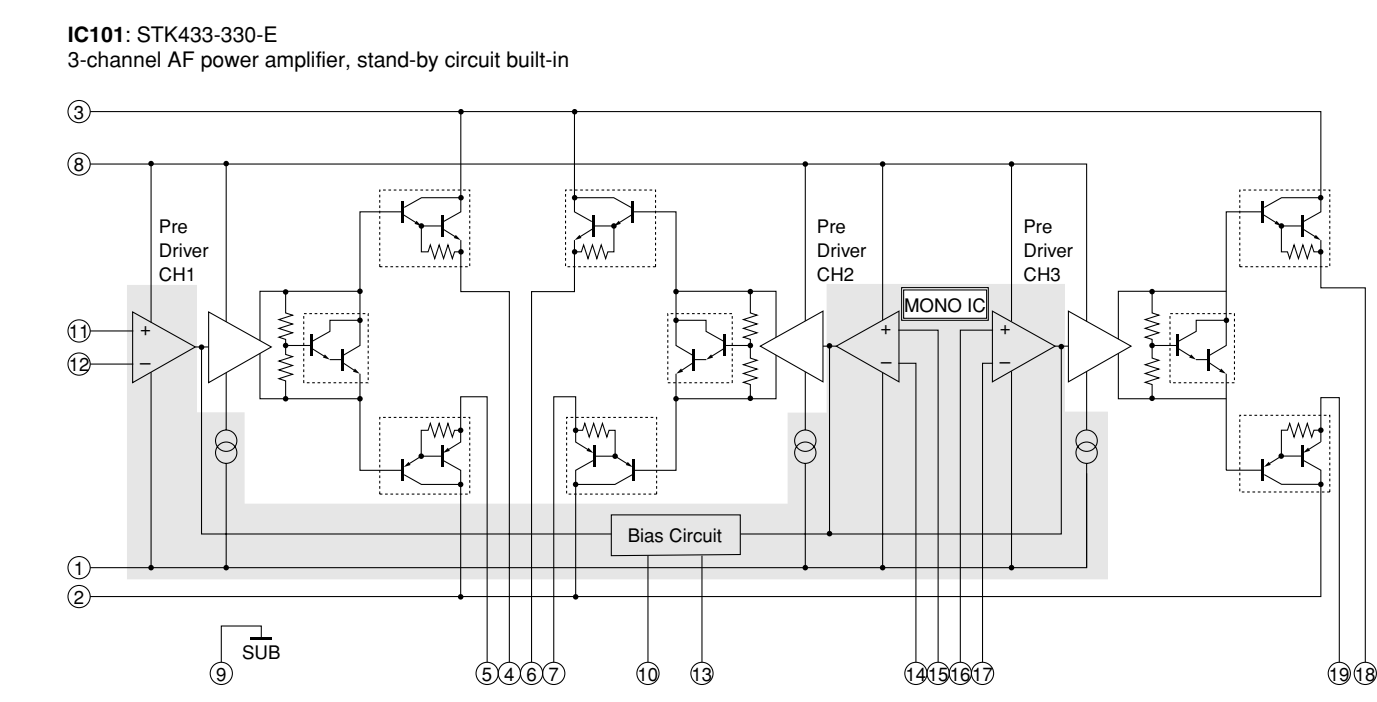 IC101: STK433-330-E
3-channel AF power amplifier, stand-by circuit built-in
3
8
Pre
Driver
CH1
Pre
Driver
CH2
Pre
Driver
CH3
MONO IC
11
+
12
−
+
−
+
−
Bias Circuit
1
2
SUB
9
5
4
6
7
10
13
14
15
16
17
19
18